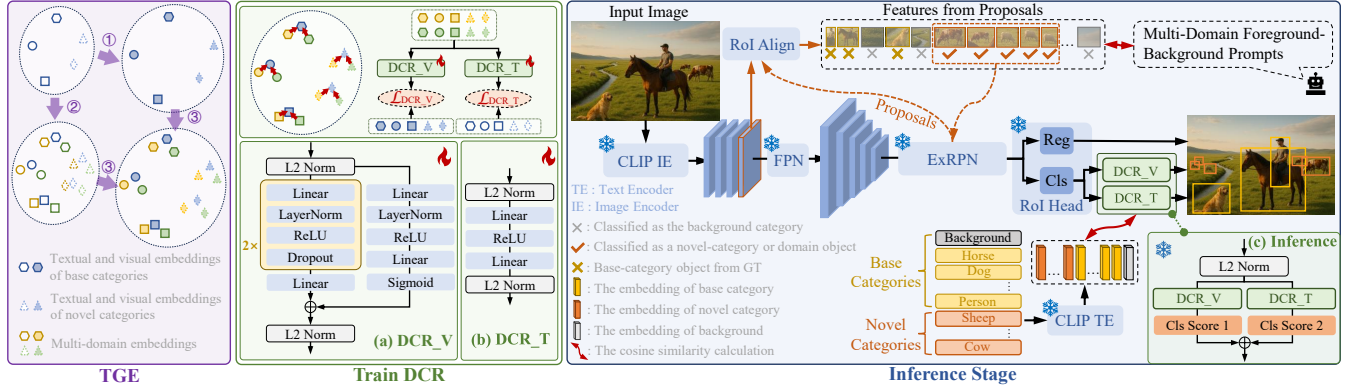 ①
②
③
③
Textual and visual embeddings
of base categories
Textual and visual embeddings
of novel categories
Multi-domain embeddings
TGE
DCR_V
DCR_T
ℒDCR_V
ℒDCR_T
L2 Norm
2×
Linear
LayerNorm
ReLU
Dropout
Linear
L2 Norm
Linear
LayerNorm
ReLU
Linear
Sigmoid
(a) DCR_V
L2 Norm
Linear
ReLU
Linear
L2 Norm
(b) DCR_T
Train DCR
Input Image
Features from Proposals
RoI Align
...
Multi-Domain Foreground-
Background Prompts
Proposals
CLIP IE
FPN
ExRPN
Reg
Cls
RoI Head
DCR_V
DCR_T
TE : Text Encoder
IE : Image Encoder
: Classified as the background category
: Classified as a novel-category or domain object
: Base-category object from GT
: The embedding of base category
: The embedding of novel category
: The embedding of background
: The cosine similarity calculation
Base
Categories
Background
Horse
Dog
...
Person
Novel
Categories
Sheep
...
Cow
CLIP TE
...
...
(c) Inference
L2 Norm
DCR_V
DCR_T
Cls Score 1
Cls Score 2
Inference Stage